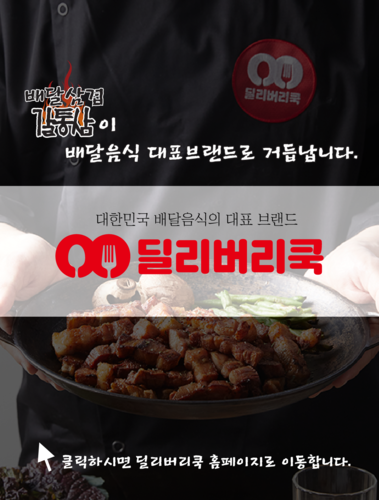 딜리버리쿡
배달삼겹
길통삼이
배달음식 대표브랜드로 거듭납니다.
대한민국 배달음식의 대표 브랜드
딜리버리쿡
클릭하시면 딜리버리쿡 홈페이지로 이동합니다.